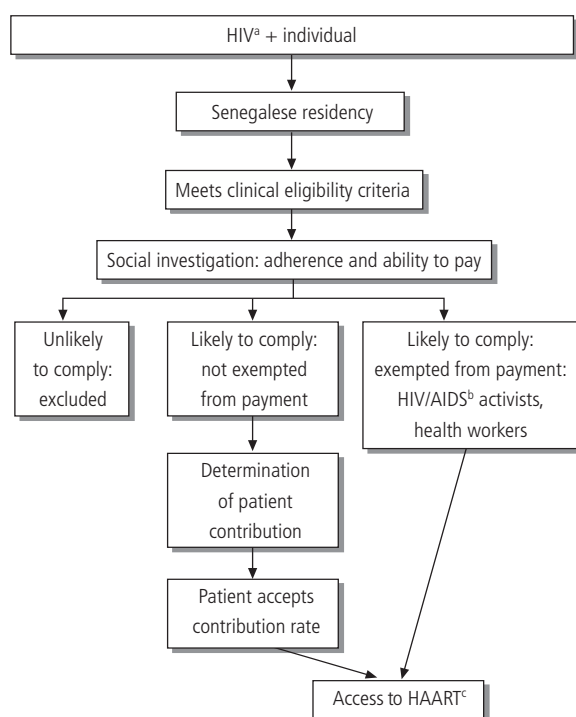 HIVᵃ + individual
Senegalese residency
Meets clinical eligibility criteria
Social investigation: adherence and ability to pay
Unlikely
to comply:
excluded
Likely to comply:
not exempted
from payment
Likely to comply:
exempted from payment:
HIV/AIDSᵇ activists,
health workers
Determination
of patient
contribution
Patient accepts
contribution rate
Access to HAARTᶜ